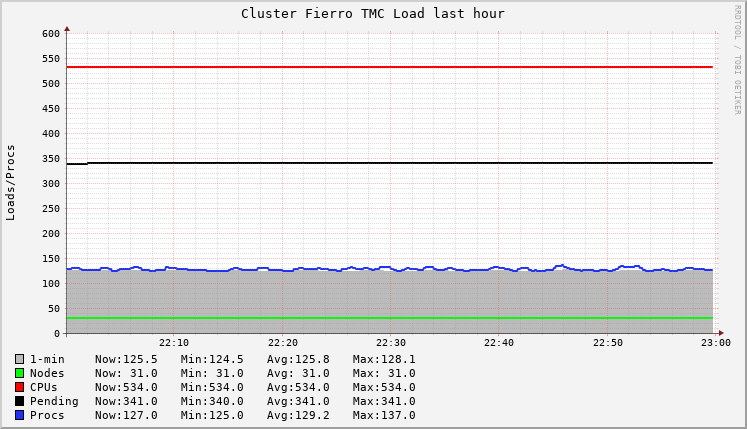 Cluster Fierro TMC Load last hour
RRDTOOL / TOBI OETIKER
Loads/Procs
600
550
500
450
400
350
300
250
200
150
100
50
0
22:10 22:20 22:30 22:40 22:50 23:00
1-min Now:125.5 Min:124.5 Avg:125.8 Max:128.1
Nodes Now: 31.0 Min: 31.0 Avg: 31.0 Max: 31.0
CPUs Now:534.0 Min:534.0 Avg:534.0 Max:534.0
Pending Now:341.0 Min:340.0 Avg:341.0 Max:341.0
Procs Now:127.0 Min:125.0 Avg:129.2 Max:137.0